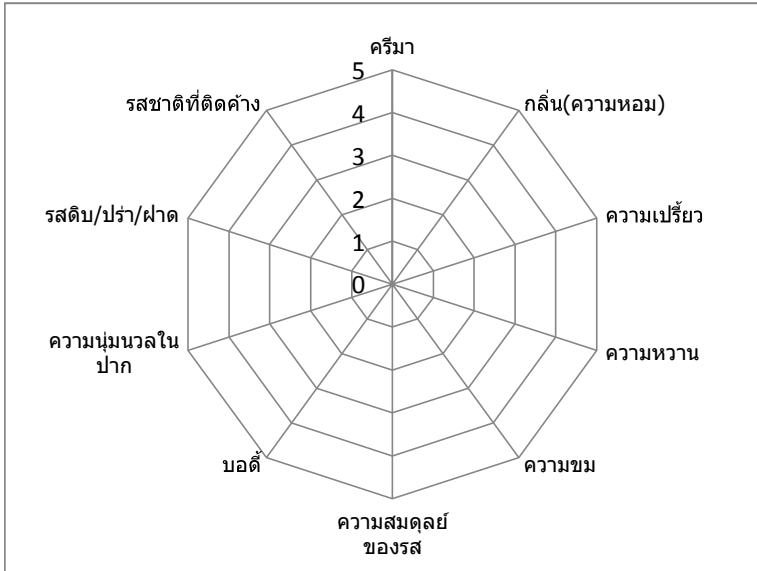 ครีมา
กลิ่น(ความหอม)
ความเปรี้ยว
ความหวาน
ความขม
ความสมดุลย์
ของรส
บอดี้
ความนุ่มนวลใน
ปาก
รสดิบ/ปร่า/ฝาด
รสชาติที่ติดค้าง
5
4
3
2
1
0